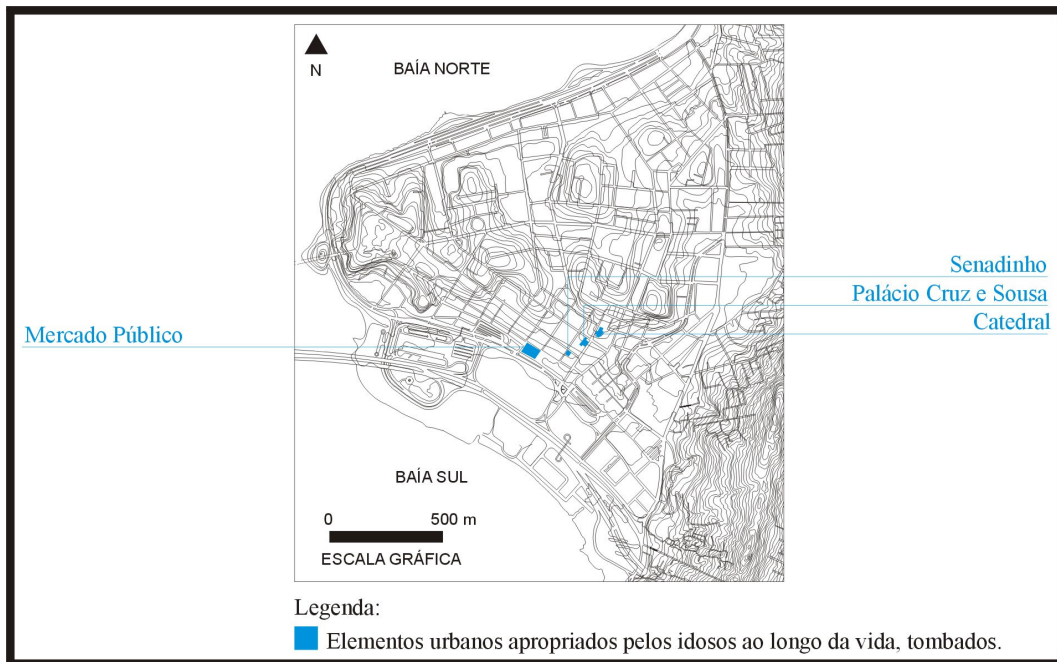 N
BAÍA NORTE
Senadinho
Palácio Cruz e Sousa
Catedral
Mercado Público
BAÍA SUL
0 500 m
ESCALA GRÁFICA
Legenda:
Elementos urbanos apropriados pelos idosos ao longo da vida, tombados.